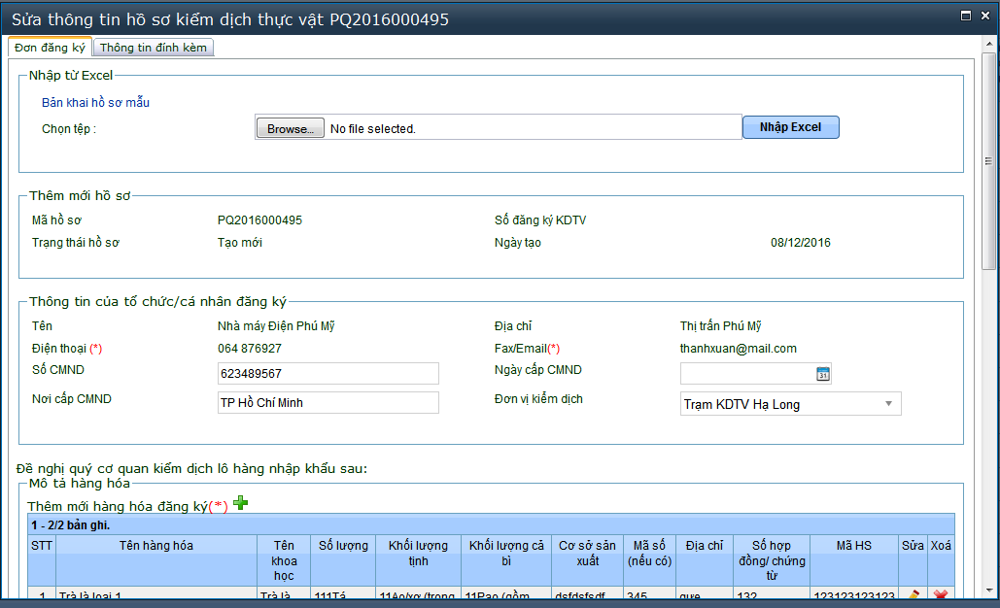 Sửa thông tin hồ sơ kiểm dịch thực vật PQ2016000495
Đơn đăng ký Thông tin đính kèm
Nhập từ Excel
Bản khai hồ sơ mẫu
Chọn tệp : Browse... No file selected. Nhập Excel
Thêm mới hồ sơ
Mã hồ sơ PQ2016000495 Số đăng ký KDTV
Trạng thái hồ sơ Tạo mới Ngày tạo 08/12/2016
Thông tin của tổ chức/cá nhân đăng ký
Tên Nhà máy Điện Phú Mỹ Địa chỉ Thị trấn Phú Mỹ
Điện thoại (*) 064 876927 Fax/Email(*) thanhxuan@mail.com
Số CMND 623489567 Ngày cấp CMND 31
Nơi cấp CMND TP Hồ Chí Minh Đơn vị kiểm dịch Trạm KDTV Hạ Long
Đề nghị quý cơ quan kiểm dịch lô hàng nhập khẩu sau:
Mô tả hàng hóa
Thêm mới hàng hóa đăng ký(*)
1 - 2/2 bản ghi.
STT Tên hàng hóa Tên khoa học Số lượng Khối lượng tịnh Khối lượng cả bì Cơ sở sản xuất Mã số (nếu có) Địa chỉ Số hợp đồng/ chứng từ Mã HS Sửa Xoá
1 Trà là loại 1 Trà là 111Tá 11Ao/xơ (trong 11Pao (gồm dsfdsfsdf 345 que 132 123123123123